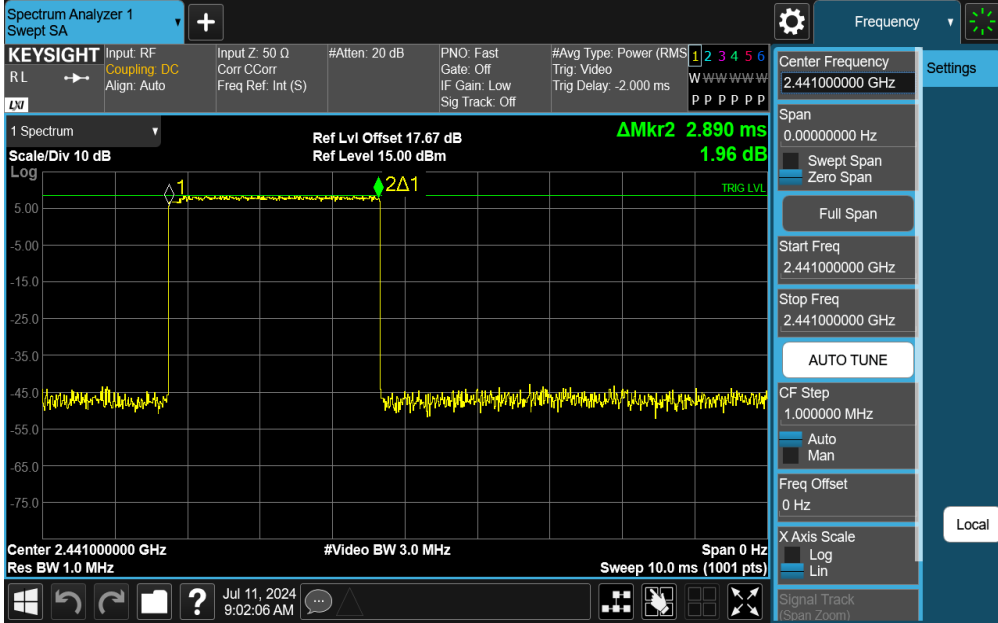 Spectrum Analyzer 1
Swept SA
+
Frequency
KEYSIGHT
RL
LXI
Input: RF
Coupling: DC
Align: Auto
Input Z: 50 Ω
Corr CCorr
Freq Ref: Int (S)
#Atten: 20 dB
PNO: Fast
Gate: Off
IF Gain: Low
Sig Track: Off
#Avg Type: Power (RMS
Trig: Video
Trig Delay: -2.000 ms
1 2 3 4 5 6
W W W W W W
P P P P P P
1 Spectrum
Scale/Div 10 dB
Log
Ref Lvl Offset 17.67 dB
Ref Level 15.00 dBm
ΔMkr2 2.890 ms
1.96 dB
1
2Δ1
TRIG LVL
5.00
-5.00
-15.0
-25.0
-35.0
-45.0
-55.0
-65.0
-75.0
Center 2.441000000 GHz
Res BW 1.0 MHz
#Video BW 3.0 MHz
Span 0 Hz
Sweep 10.0 ms (1001 pts)
Center Frequency
2.441000000 GHz
Span
0.00000000 Hz
Swept Span
Zero Span
Full Span
Start Freq
2.441000000 GHz
Stop Freq
2.441000000 GHz
AUTO TUNE
CF Step
1.000000 MHz
Auto
Man
Freq Offset
0 Hz
X Axis Scale
Log
Lin
Signal Track
(Span Zoom)
Settings
Local
?
Jul 11, 2024
9:02:06 AM